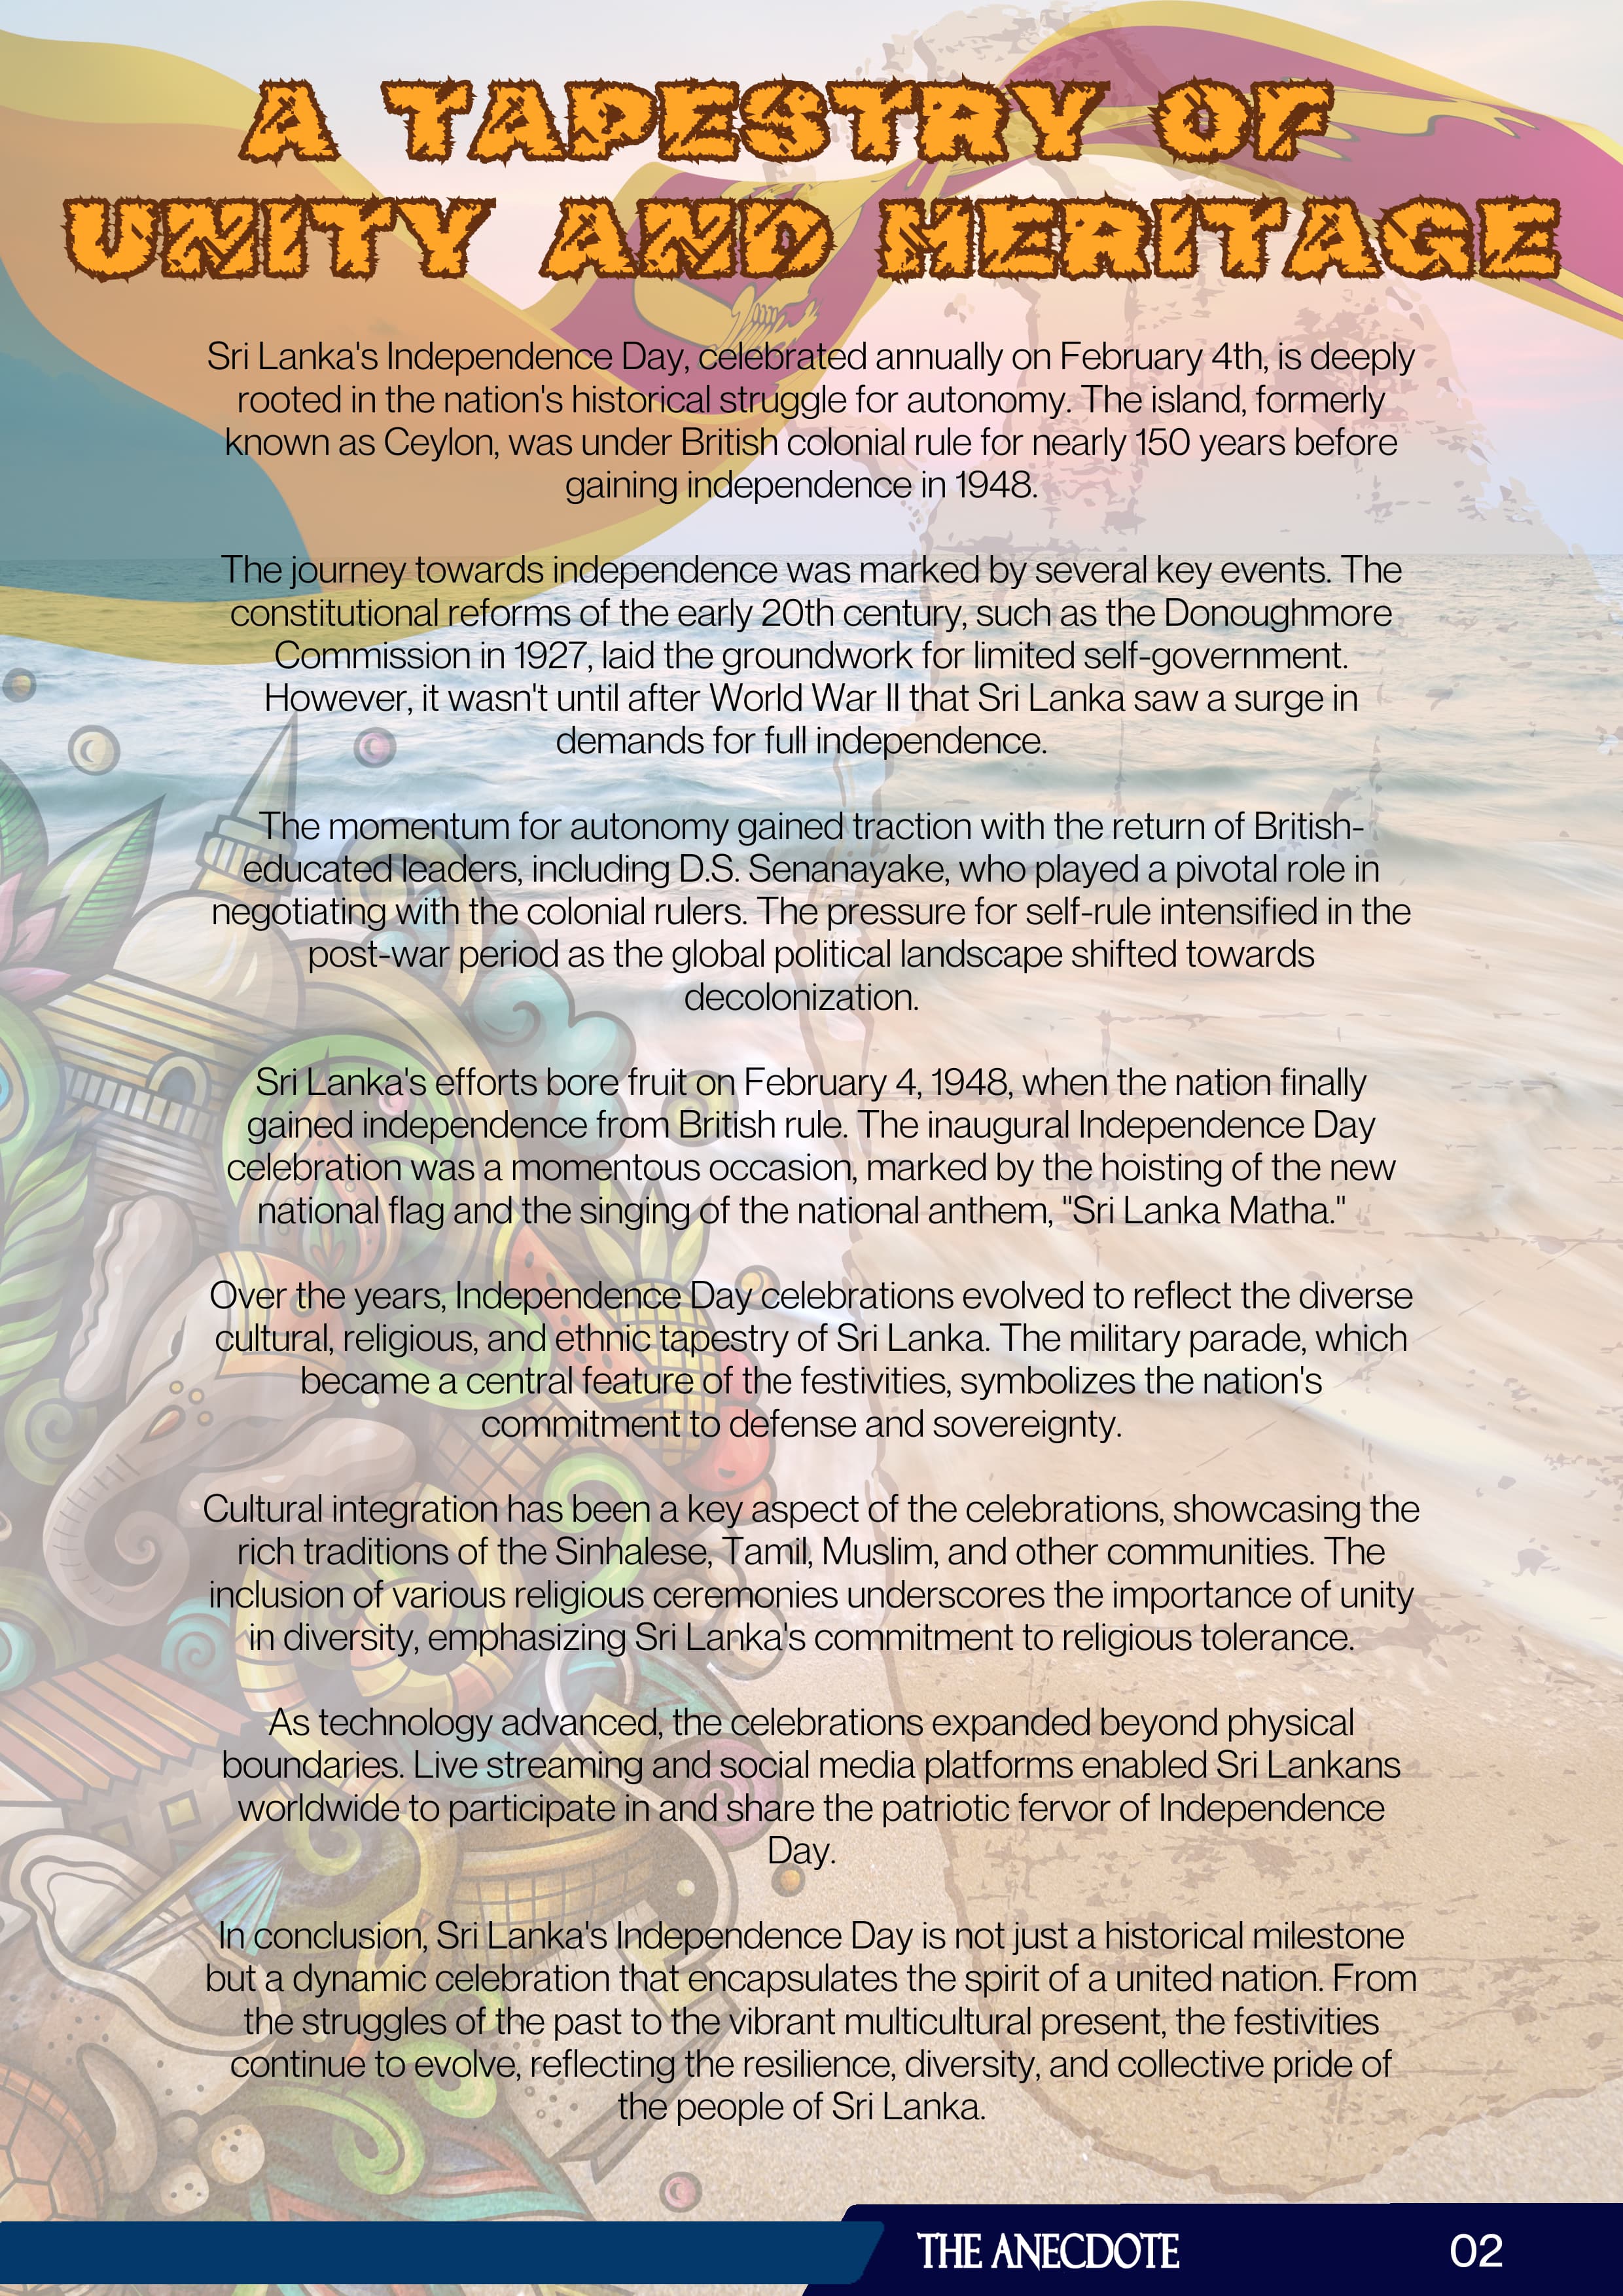 A TAPESTRY OF
UNITY AND HERITAGE
Sri Lanka's Independence Day, celebrated annually on February 4th, is deeply
rooted in the nation's historical struggle for autonomy. The island, formerly
known as Ceylon, was under British colonial rule for nearly 150 years before
gaining independence in 1948.
The journey towards independence was marked by several key events. The
constitutional reforms of the early 20th century, such as the Donoughmore
Commission in 1927, laid the groundwork for limited self-government.
However, it wasn't until after World War II that Sri Lanka saw a surge in
demands for full independence.
The momentum for autonomy gained traction with the return of British-
educated leaders, including D.S. Senanayake, who played a pivotal role in
negotiating with the colonial rulers. The pressure for self-rule intensified in the
post-war period as the global political landscape shifted towards
decolonization.
Sri Lanka's efforts bore fruit on February 4, 1948, when the nation finally
gained independence from British rule. The inaugural Independence Day
celebration was a momentous occasion, marked by the hoisting of the new
national flag and the singing of the national anthem, "Sri Lanka Matha."
Over the years, Independence Day celebrations evolved to reflect the diverse
cultural, religious, and ethnic tapestry of Sri Lanka. The military parade, which
became a central feature of the festivities, symbolizes the nation's
commitment to defense and sovereignty.
Cultural integration has been a key aspect of the celebrations, showcasing the
rich traditions of the Sinhalese, Tamil, Muslim, and other communities. The
inclusion of various religious ceremonies underscores the importance of unity
in diversity, emphasizing Sri Lanka's commitment to religious tolerance.
As technology advanced, the celebrations expanded beyond physical
boundaries. Live streaming and social media platforms enabled Sri Lankans
worldwide to participate in and share the patriotic fervor of Independence
Day.
In conclusion, Sri Lanka's Independence Day is not just a historical milestone
but a dynamic celebration that encapsulates the spirit of a united nation. From
the struggles of the past to the vibrant multicultural present, the festivities
continue to evolve, reflecting the resilience, diversity, and collective pride of
the people of Sri Lanka.
THE ANECDOTE 02